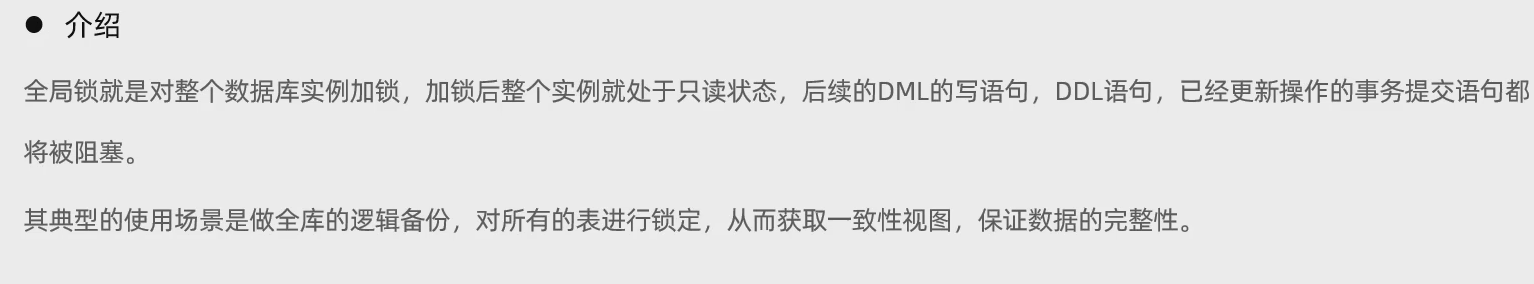 ● 介绍
全局锁就是对整个数据库实例加锁，加锁后整个实例就处于只读状态，后续的DML的写语句，DDL语句，已经更新操作的事务提交语句都
将被阻塞。
其典型的使用场景是做全库的逻辑备份，对所有的表进行锁定，从而获取一致性视图，保证数据的完整性。